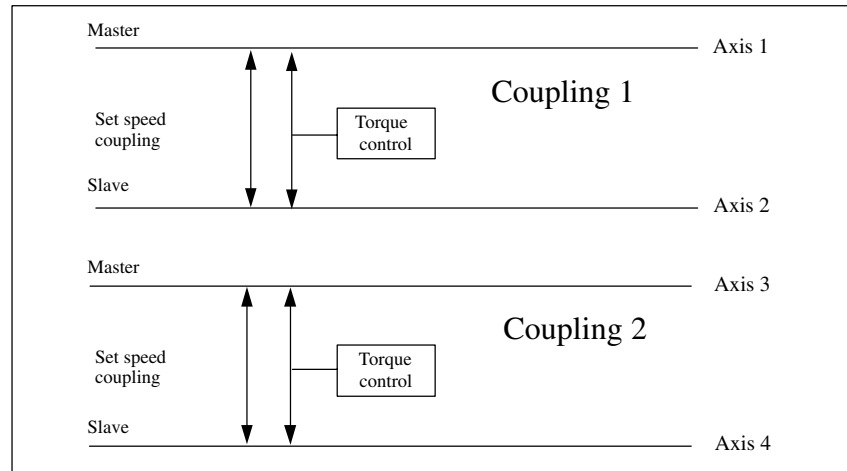 Master
Axis 1
Coupling 1
Set speed
coupling
Torque
control
Slave
Axis 2
Master
Axis 3
Coupling 2
Set speed
coupling
Torque
control
Slave
Axis 4